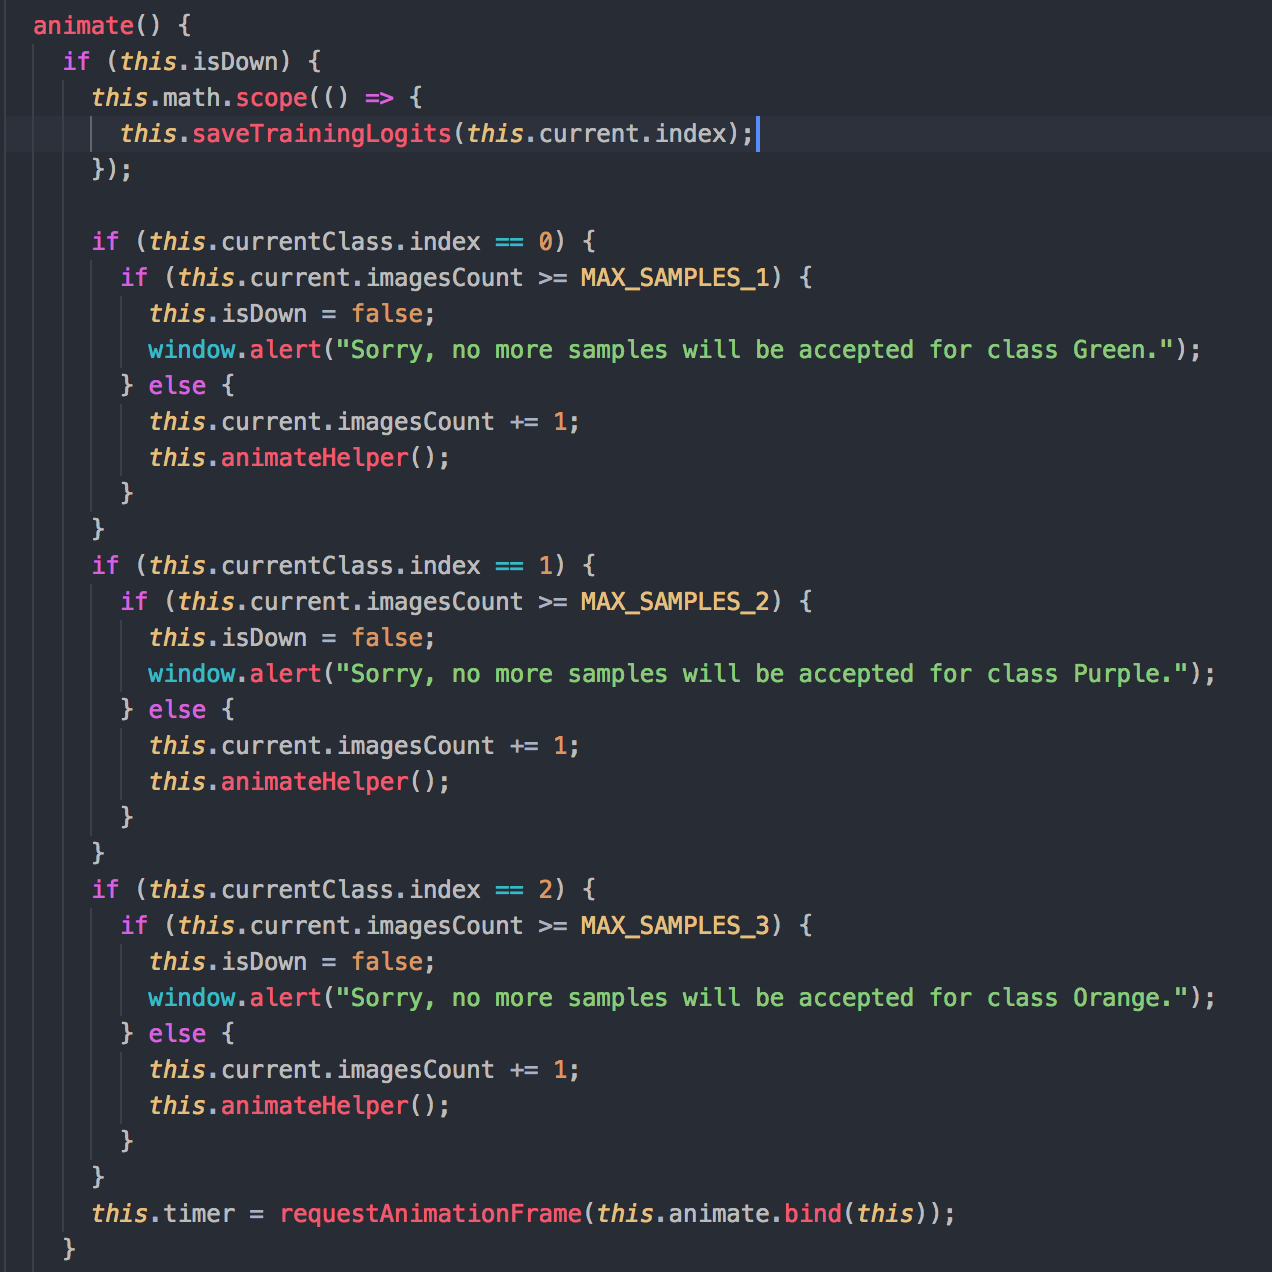 animate() {
if (this.isDown) {
this.math.scope(() => {
this.saveTrainingLogits(this.current.index);
});
if (this.currentClass.index == 0) {
if (this.current.imagesCount >= MAX_SAMPLES_1) {
this.isDown = false;
window.alert("Sorry, no more samples will be accepted for class Green.");
} else {
this.current.imagesCount += 1;
this.animateHelper();
}
}
if (this.currentClass.index == 1) {
if (this.current.imagesCount >= MAX_SAMPLES_2) {
this.isDown = false;
window.alert("Sorry, no more samples will be accepted for class Purple.");
} else {
this.current.imagesCount += 1;
this.animateHelper();
}
}
if (this.currentClass.index == 2) {
if (this.current.imagesCount >= MAX_SAMPLES_3) {
this.isDown = false;
window.alert("Sorry, no more samples will be accepted for class Orange.");
} else {
this.current.imagesCount += 1;
this.animateHelper();
}
}
this.timer = requestAnimationFrame(this.animate.bind(this));
}